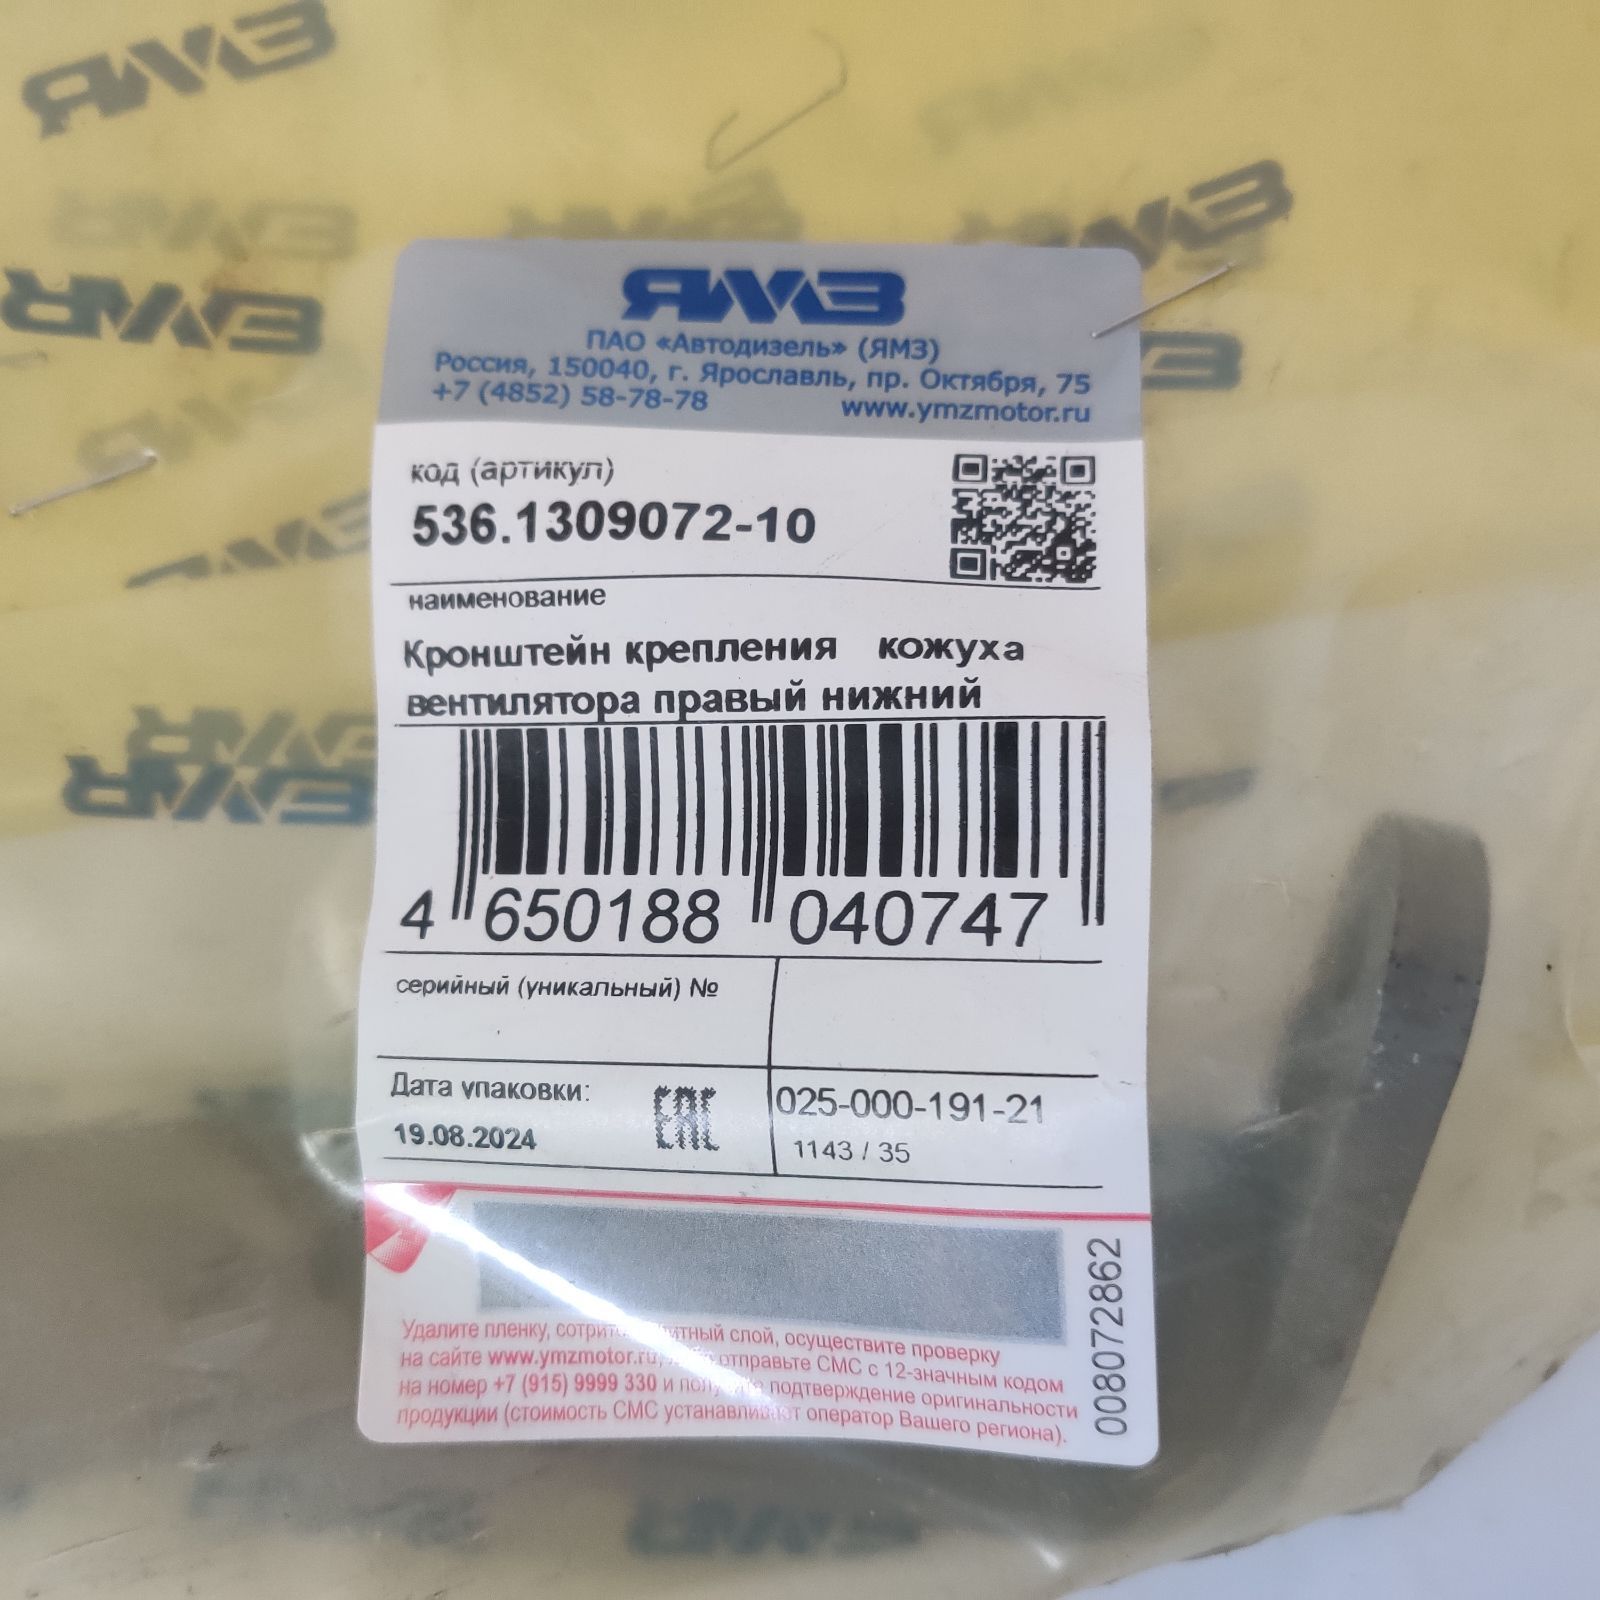 ЯМЗ
ПАО «Автодизель» (ЯМЗ)
Россия, 150040, г. Ярославль, пр. Октября, 75
+7 (4852) 58-78-78 www.ymzmotor.ru
код (артикул)
536.1309072-10
наименование
Кронштейн крепления кожуха
вентилятора правый нижний
4 650188 040747
серийный (уникальный) №
Дата упаковки: ЕАС 025-000-191-21
19.08.2024 1143 / 35
Удалите пленку, сотрите защитный слой, осуществите проверку
на сайте www.ymzmotor.ru, отправьте СМС с 12-значным кодом
на номер +7 (915) 9999 330 и получите подтверждение оригинальности
продукции (стоимость СМС устанавливает оператор Вашего региона).
008072862